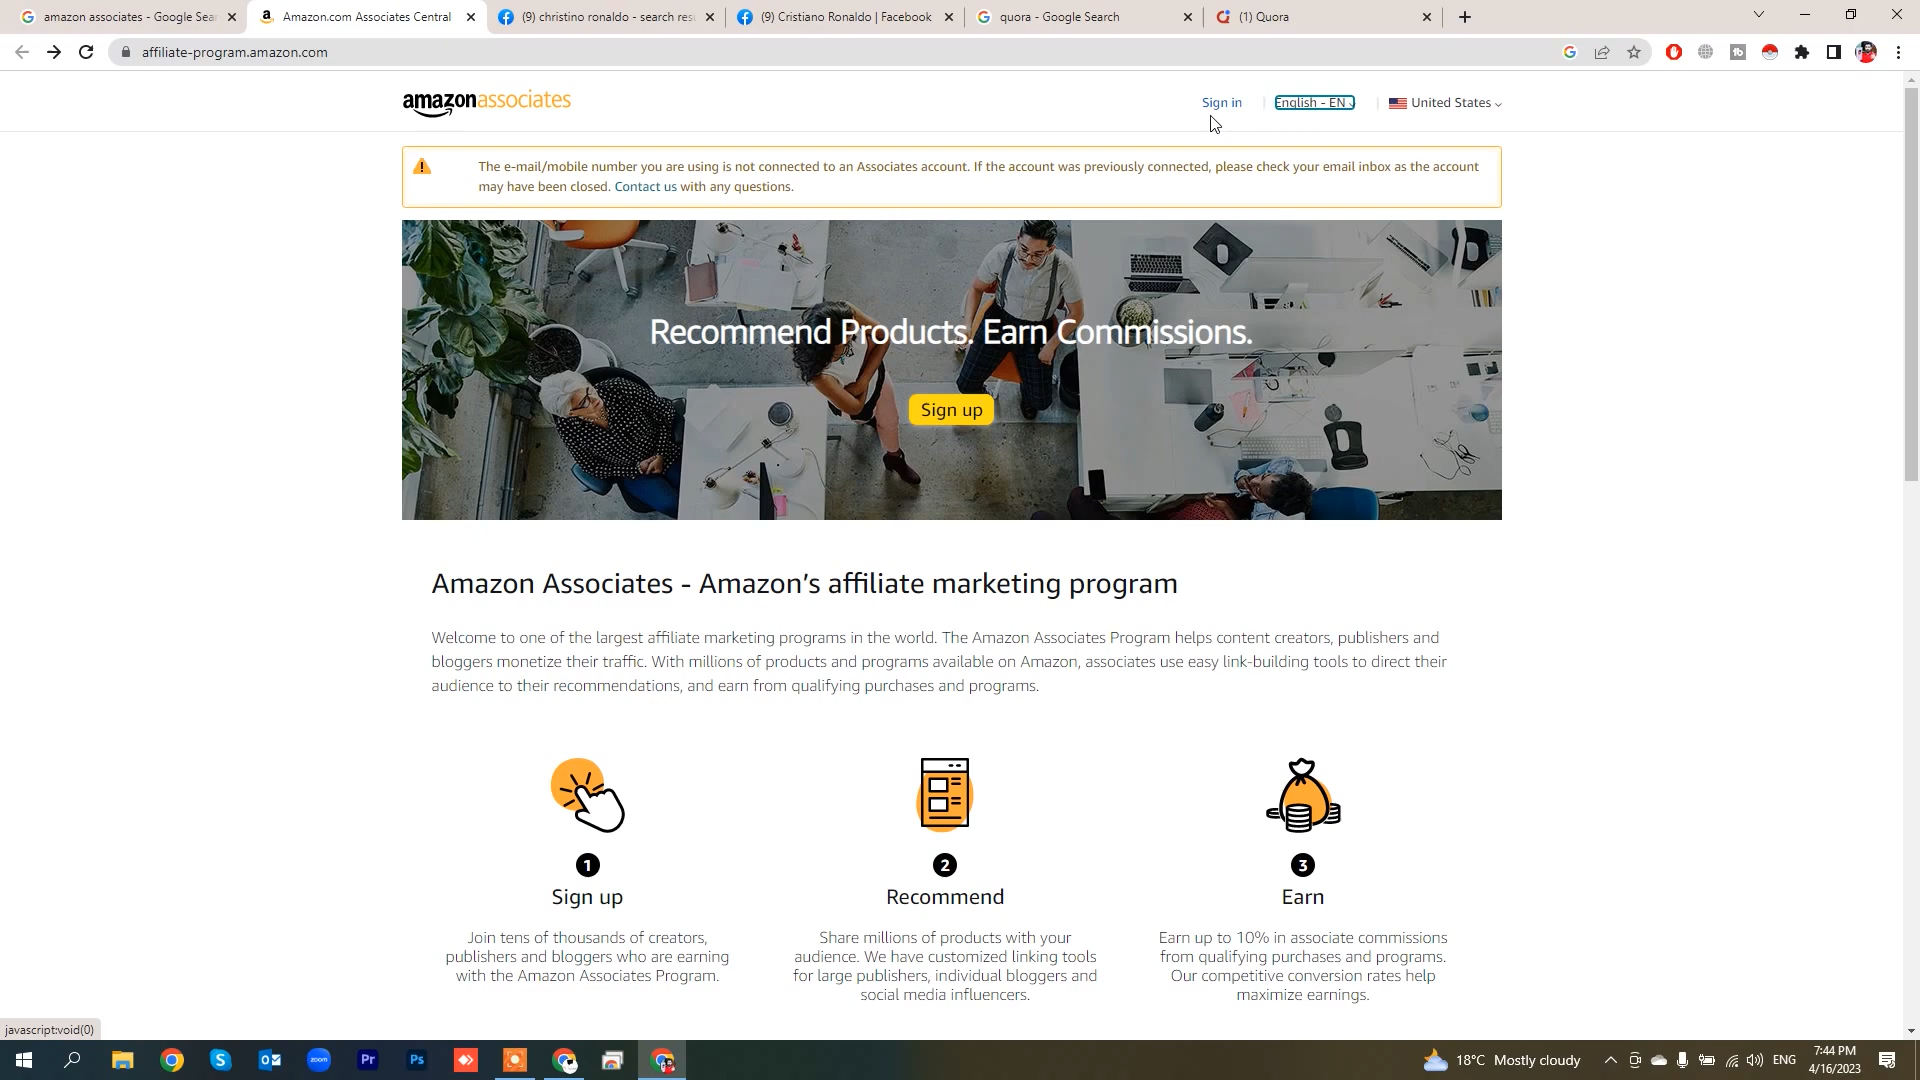 amazon associates - Google Sea
Amazon.com Associates Central
(9) christino ronaldo - search resu
(9) Cristiano Ronaldo | Facebook
quora - Google Search
(1) Quora
affiliate-program.amazon.com
amazonassociates
Sign in
English - EN
United States
The e-mail/mobile number you are using is not connected to an Associates account. If the account was previously connected, please check your email inbox as the account
may have been closed. Contact us with any questions.
Recommend Products. Earn Commissions.
Sign up
Amazon Associates - Amazon's affiliate marketing program
Welcome to one of the largest affiliate marketing programs in the world. The Amazon Associates Program helps content creators, publishers and
bloggers monetize their traffic. With millions of products and programs available on Amazon, associates use easy link-building tools to direct their
audience to their recommendations, and earn from qualifying purchases and programs.
1
Sign up
Join tens of thousands of creators,
publishers and bloggers who are earning
with the Amazon Associates Program.
2
Recommend
Share millions of products with your
audience. We have customized linking tools
for large publishers, individual bloggers and
social media influencers.
3
Earn
Earn up to 10% in associate commissions
from qualifying purchases and programs.
Our competitive conversion rates help
maximize earnings.
javascript:void(0)
zoom
Pr
Ps
18°C Mostly cloudy
ENG
7:44 PM
4/16/2023